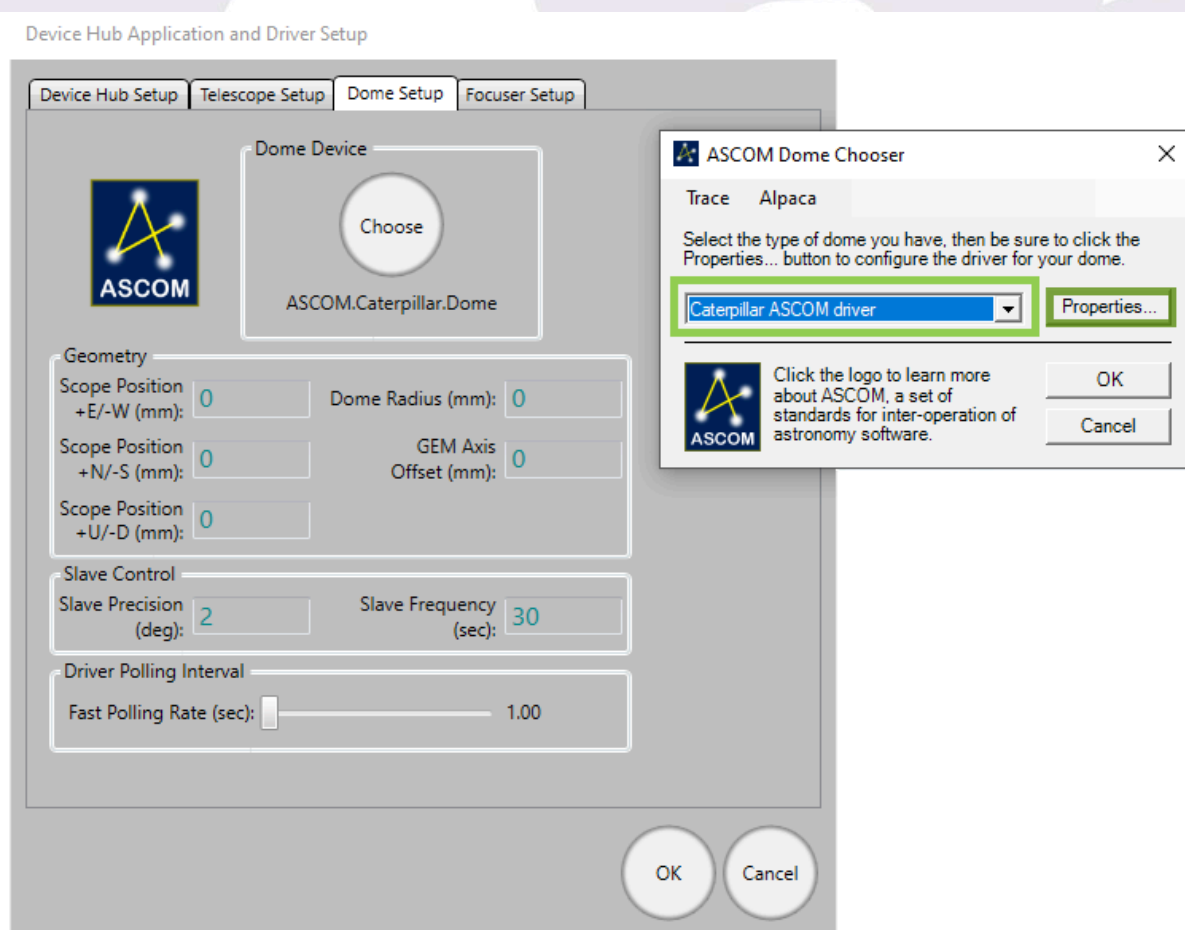 Device Hub Application and Driver Setup
Device Hub Setup
Telescope Setup
Dome Setup
Focuser Setup
Dome Device
Choose
ASCOM
ASCOM.Caterpillar.Dome
Geometry
Scope Position
+E/-W (mm):
0
Dome Radius (mm):
0
Scope Position
+N/-S (mm):
0
GEM Axis
Offset (mm):
0
Scope Position
+U/-D (mm):
0
Slave Control
Slave Precision
(deg):
2
Slave Frequency
(sec):
30
Driver Polling Interval
Fast Polling Rate (sec):
1.00
OK
Cancel
ASCOM Dome Chooser
Trace
Alpaca
Select the type of dome you have, then be sure to click the
Properties... button to configure the driver for your dome.
Caterpillar ASCOM driver
Properties...
ASCOM
Click the logo to learn more
about ASCOM, a set of
standards for inter-operation of
astronomy software.
OK
Cancel